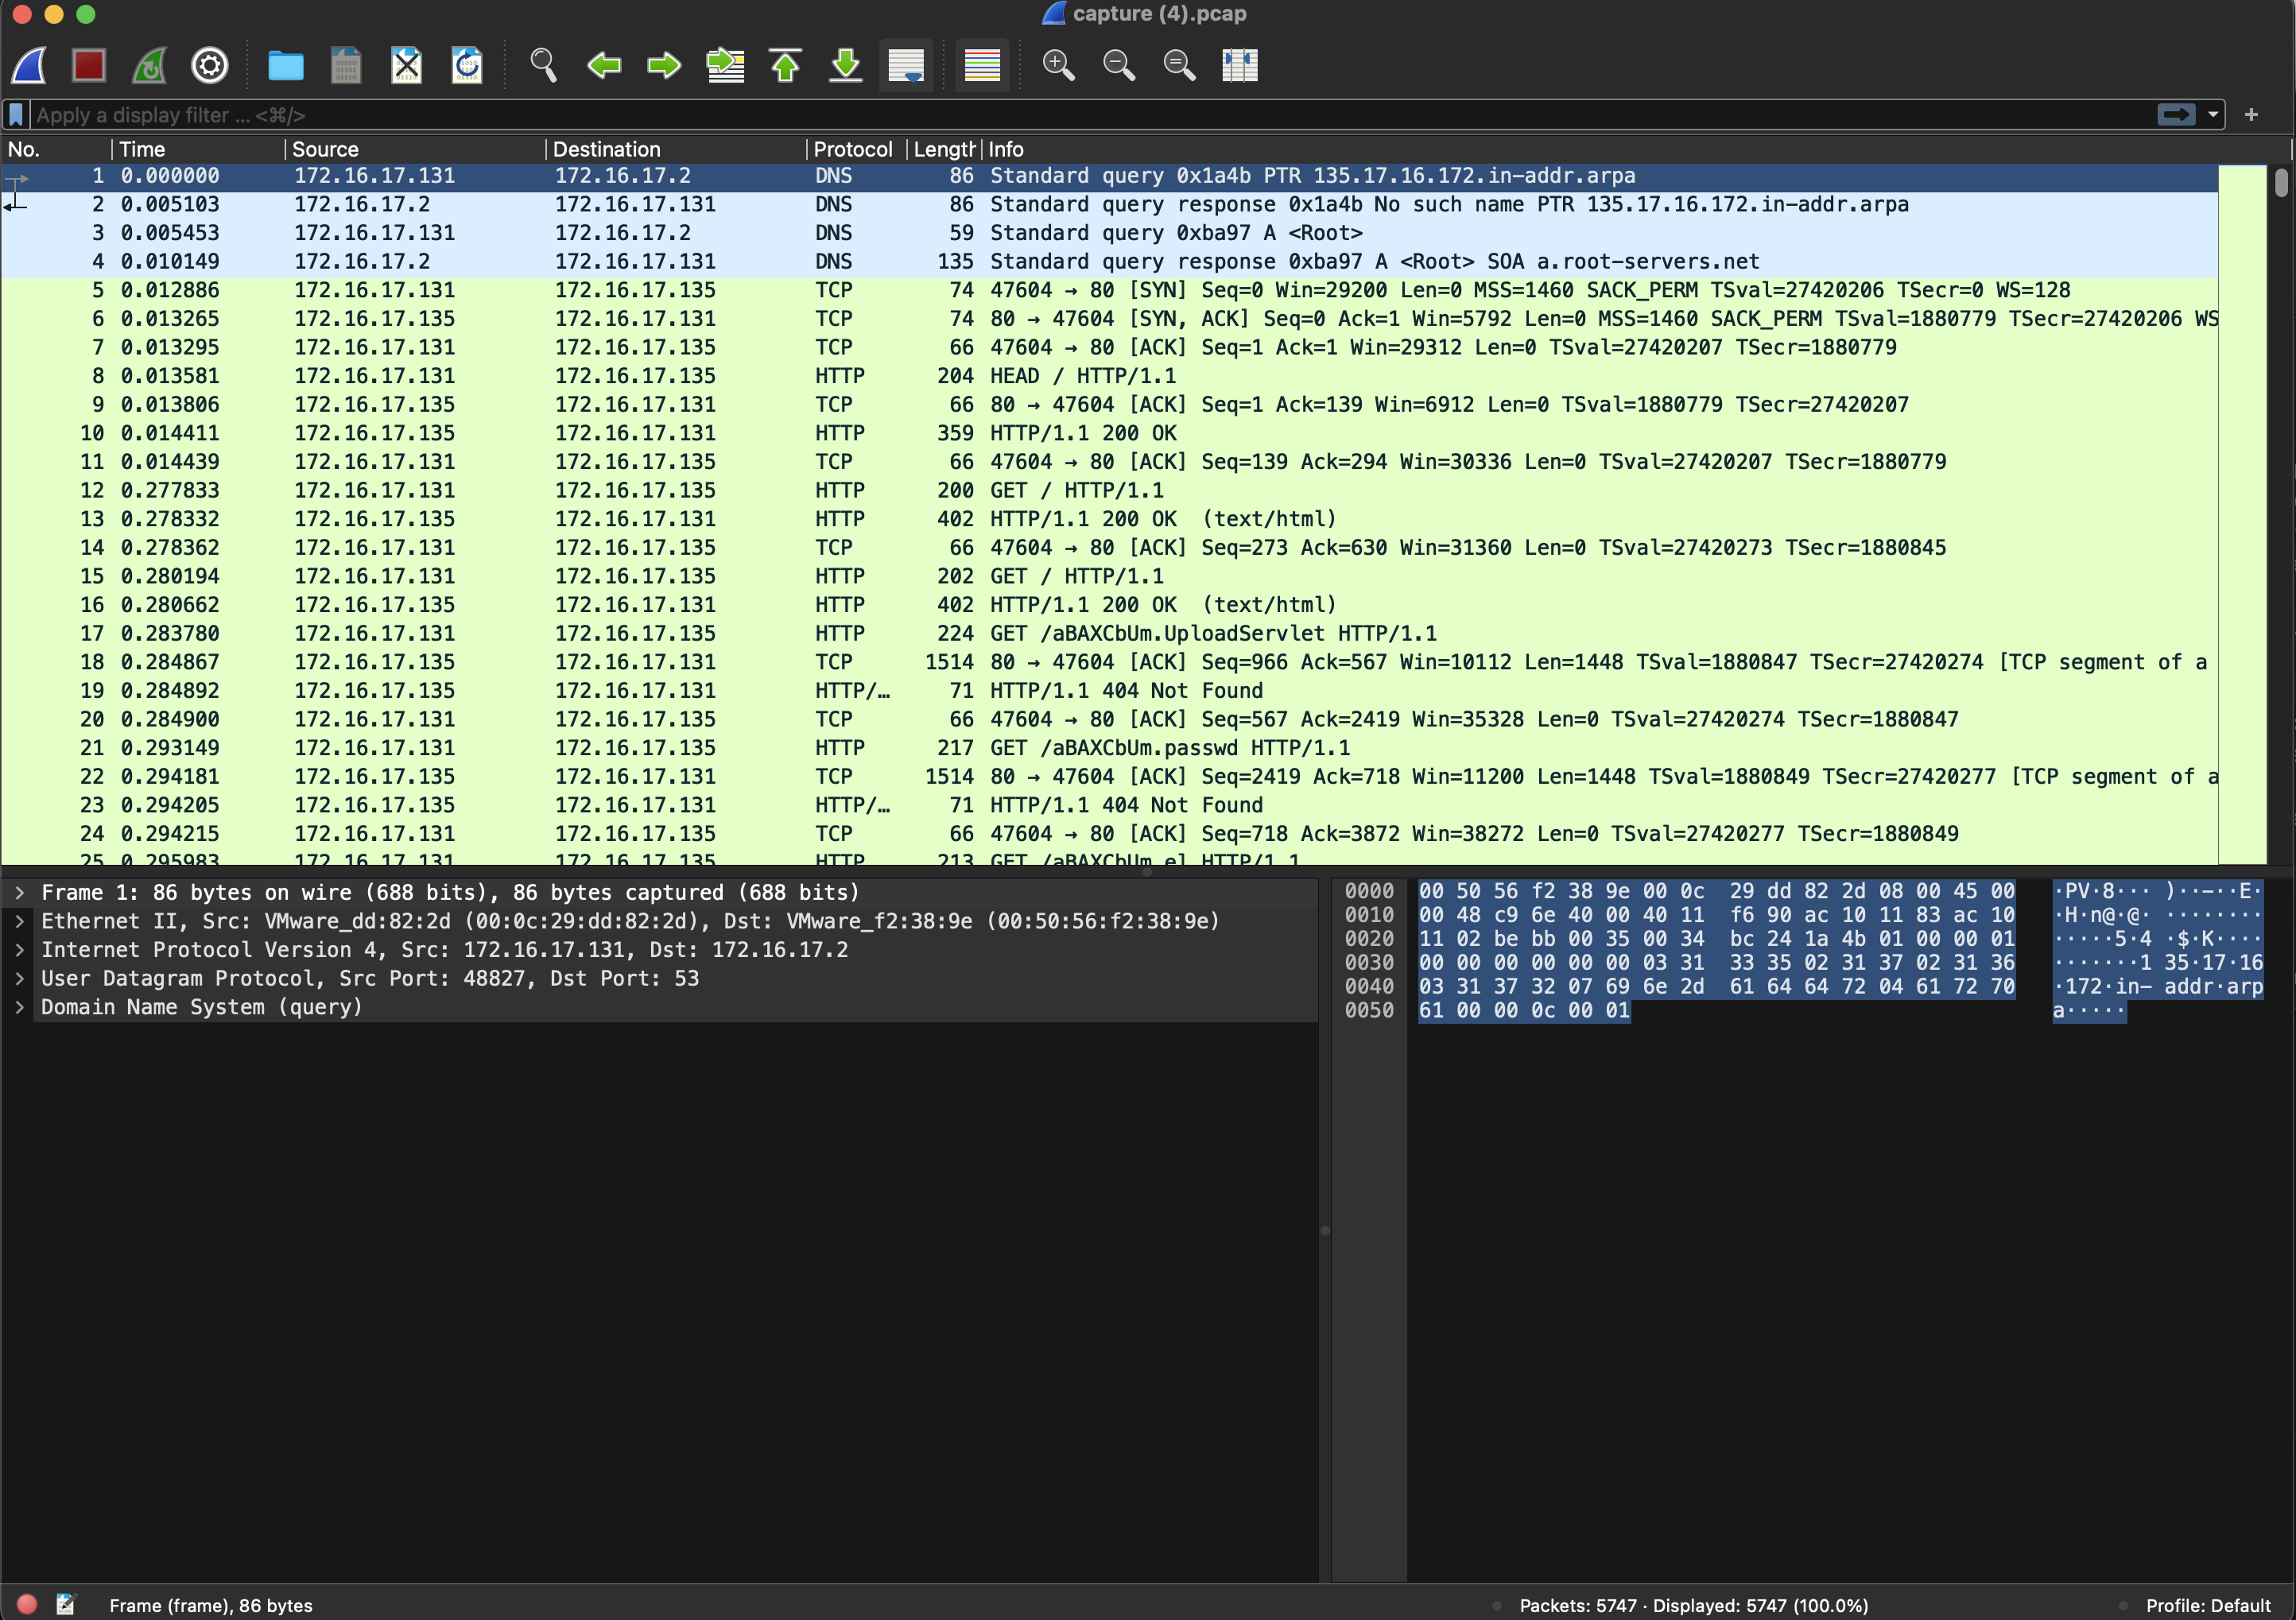 capture (4).pcap
Apply a display filter ... <⌘/>
No. Time Source Destination Protocol Length Info
1 0.000000 172.16.17.131 172.16.17.2 DNS 86 Standard query 0x1a4b PTR 135.17.16.172.in-addr.arpa
2 0.005103 172.16.17.2 172.16.17.131 DNS 86 Standard query response 0x1a4b No such name PTR 135.17.16.172.in-addr.arpa
3 0.005453 172.16.17.131 172.16.17.2 DNS 59 Standard query 0xba97 A <Root>
4 0.010149 172.16.17.2 172.16.17.131 DNS 135 Standard query response 0xba97 A <Root> SOA a.root-servers.net
5 0.012886 172.16.17.131 172.16.17.135 TCP 74 47604 → 80 [SYN] Seq=0 Win=29200 Len=0 MSS=1460 SACK_PERM TSval=27420206 TSecr=0 WS=128
6 0.013265 172.16.17.135 172.16.17.131 TCP 74 80 → 47604 [SYN, ACK] Seq=0 Ack=1 Win=5792 Len=0 MSS=1460 SACK_PERM TSval=1880779 TSecr=27420206 WS
7 0.013295 172.16.17.131 172.16.17.135 TCP 66 47604 → 80 [ACK] Seq=1 Ack=1 Win=29312 Len=0 TSval=27420207 TSecr=1880779
8 0.013581 172.16.17.131 172.16.17.135 HTTP 204 HEAD / HTTP/1.1
9 0.013806 172.16.17.135 172.16.17.131 TCP 66 80 → 47604 [ACK] Seq=1 Ack=139 Win=6912 Len=0 TSval=1880779 TSecr=27420207
10 0.014411 172.16.17.135 172.16.17.131 HTTP 359 HTTP/1.1 200 OK
11 0.014439 172.16.17.131 172.16.17.135 TCP 66 47604 → 80 [ACK] Seq=139 Ack=294 Win=30336 Len=0 TSval=27420207 TSecr=1880779
12 0.277833 172.16.17.131 172.16.17.135 HTTP 200 GET / HTTP/1.1
13 0.278332 172.16.17.135 172.16.17.131 HTTP 402 HTTP/1.1 200 OK (text/html)
14 0.278362 172.16.17.131 172.16.17.135 TCP 66 47604 → 80 [ACK] Seq=273 Ack=630 Win=31360 Len=0 TSval=27420273 TSecr=1880845
15 0.280194 172.16.17.131 172.16.17.135 HTTP 202 GET / HTTP/1.1
16 0.280662 172.16.17.135 172.16.17.131 HTTP 402 HTTP/1.1 200 OK (text/html)
17 0.283780 172.16.17.131 172.16.17.135 HTTP 224 GET /aBAXCbUm.UploadServlet HTTP/1.1
18 0.284867 172.16.17.135 172.16.17.131 TCP 1514 80 → 47604 [ACK] Seq=966 Ack=567 Win=10112 Len=1448 TSval=1880847 TSecr=27420274 [TCP segment of a
19 0.284892 172.16.17.135 172.16.17.131 HTTP/… 71 HTTP/1.1 404 Not Found
20 0.284900 172.16.17.131 172.16.17.135 TCP 66 47604 → 80 [ACK] Seq=567 Ack=2419 Win=35328 Len=0 TSval=27420274 TSecr=1880847
21 0.293149 172.16.17.131 172.16.17.135 HTTP 217 GET /aBAXCbUm.passwd HTTP/1.1
22 0.294181 172.16.17.135 172.16.17.131 TCP 1514 80 → 47604 [ACK] Seq=2419 Ack=718 Win=11200 Len=1448 TSval=1880849 TSecr=27420277 [TCP segment of a
23 0.294205 172.16.17.135 172.16.17.131 HTTP/… 71 HTTP/1.1 404 Not Found
24 0.294215 172.16.17.131 172.16.17.135 TCP 66 47604 → 80 [ACK] Seq=718 Ack=3872 Win=38272 Len=0 TSval=27420277 TSecr=1880849
25 0.295983 172.16.17.131 172.16.17.135 HTTP 213 GET /aBAXCbUm.el HTTP/1.1
Frame 1: 86 bytes on wire (688 bits), 86 bytes captured (688 bits)
Ethernet II, Src: VMware_dd:82:2d (00:0c:29:dd:82:2d), Dst: VMware_f2:38:9e (00:50:56:f2:38:9e)
Internet Protocol Version 4, Src: 172.16.17.131, Dst: 172.16.17.2
User Datagram Protocol, Src Port: 48827, Dst Port: 53
Domain Name System (query)
0000 00 50 56 f2 38 9e 00 0c 29 dd 82 2d 08 00 45 00 ·PV·8··· )··-··E·
0010 00 48 c9 6e 40 00 40 11 f6 90 ac 10 11 83 ac 10 ·H·n@·@· ········
0020 11 02 be bb 00 35 00 34 bc 24 1a 4b 01 00 00 01 ·····5·4 ·$·K····
0030 00 00 00 00 00 00 03 31 33 35 02 31 37 02 31 36 ·······1 35·17·16
0040 03 31 37 32 07 69 6e 2d 61 64 64 72 04 61 72 70 ·172·in- addr·arp
0050 61 00 00 0c 00 01 a·····
Frame (frame), 86 bytes
Packets: 5747 · Displayed: 5747 (100.0%)
Profile: Default